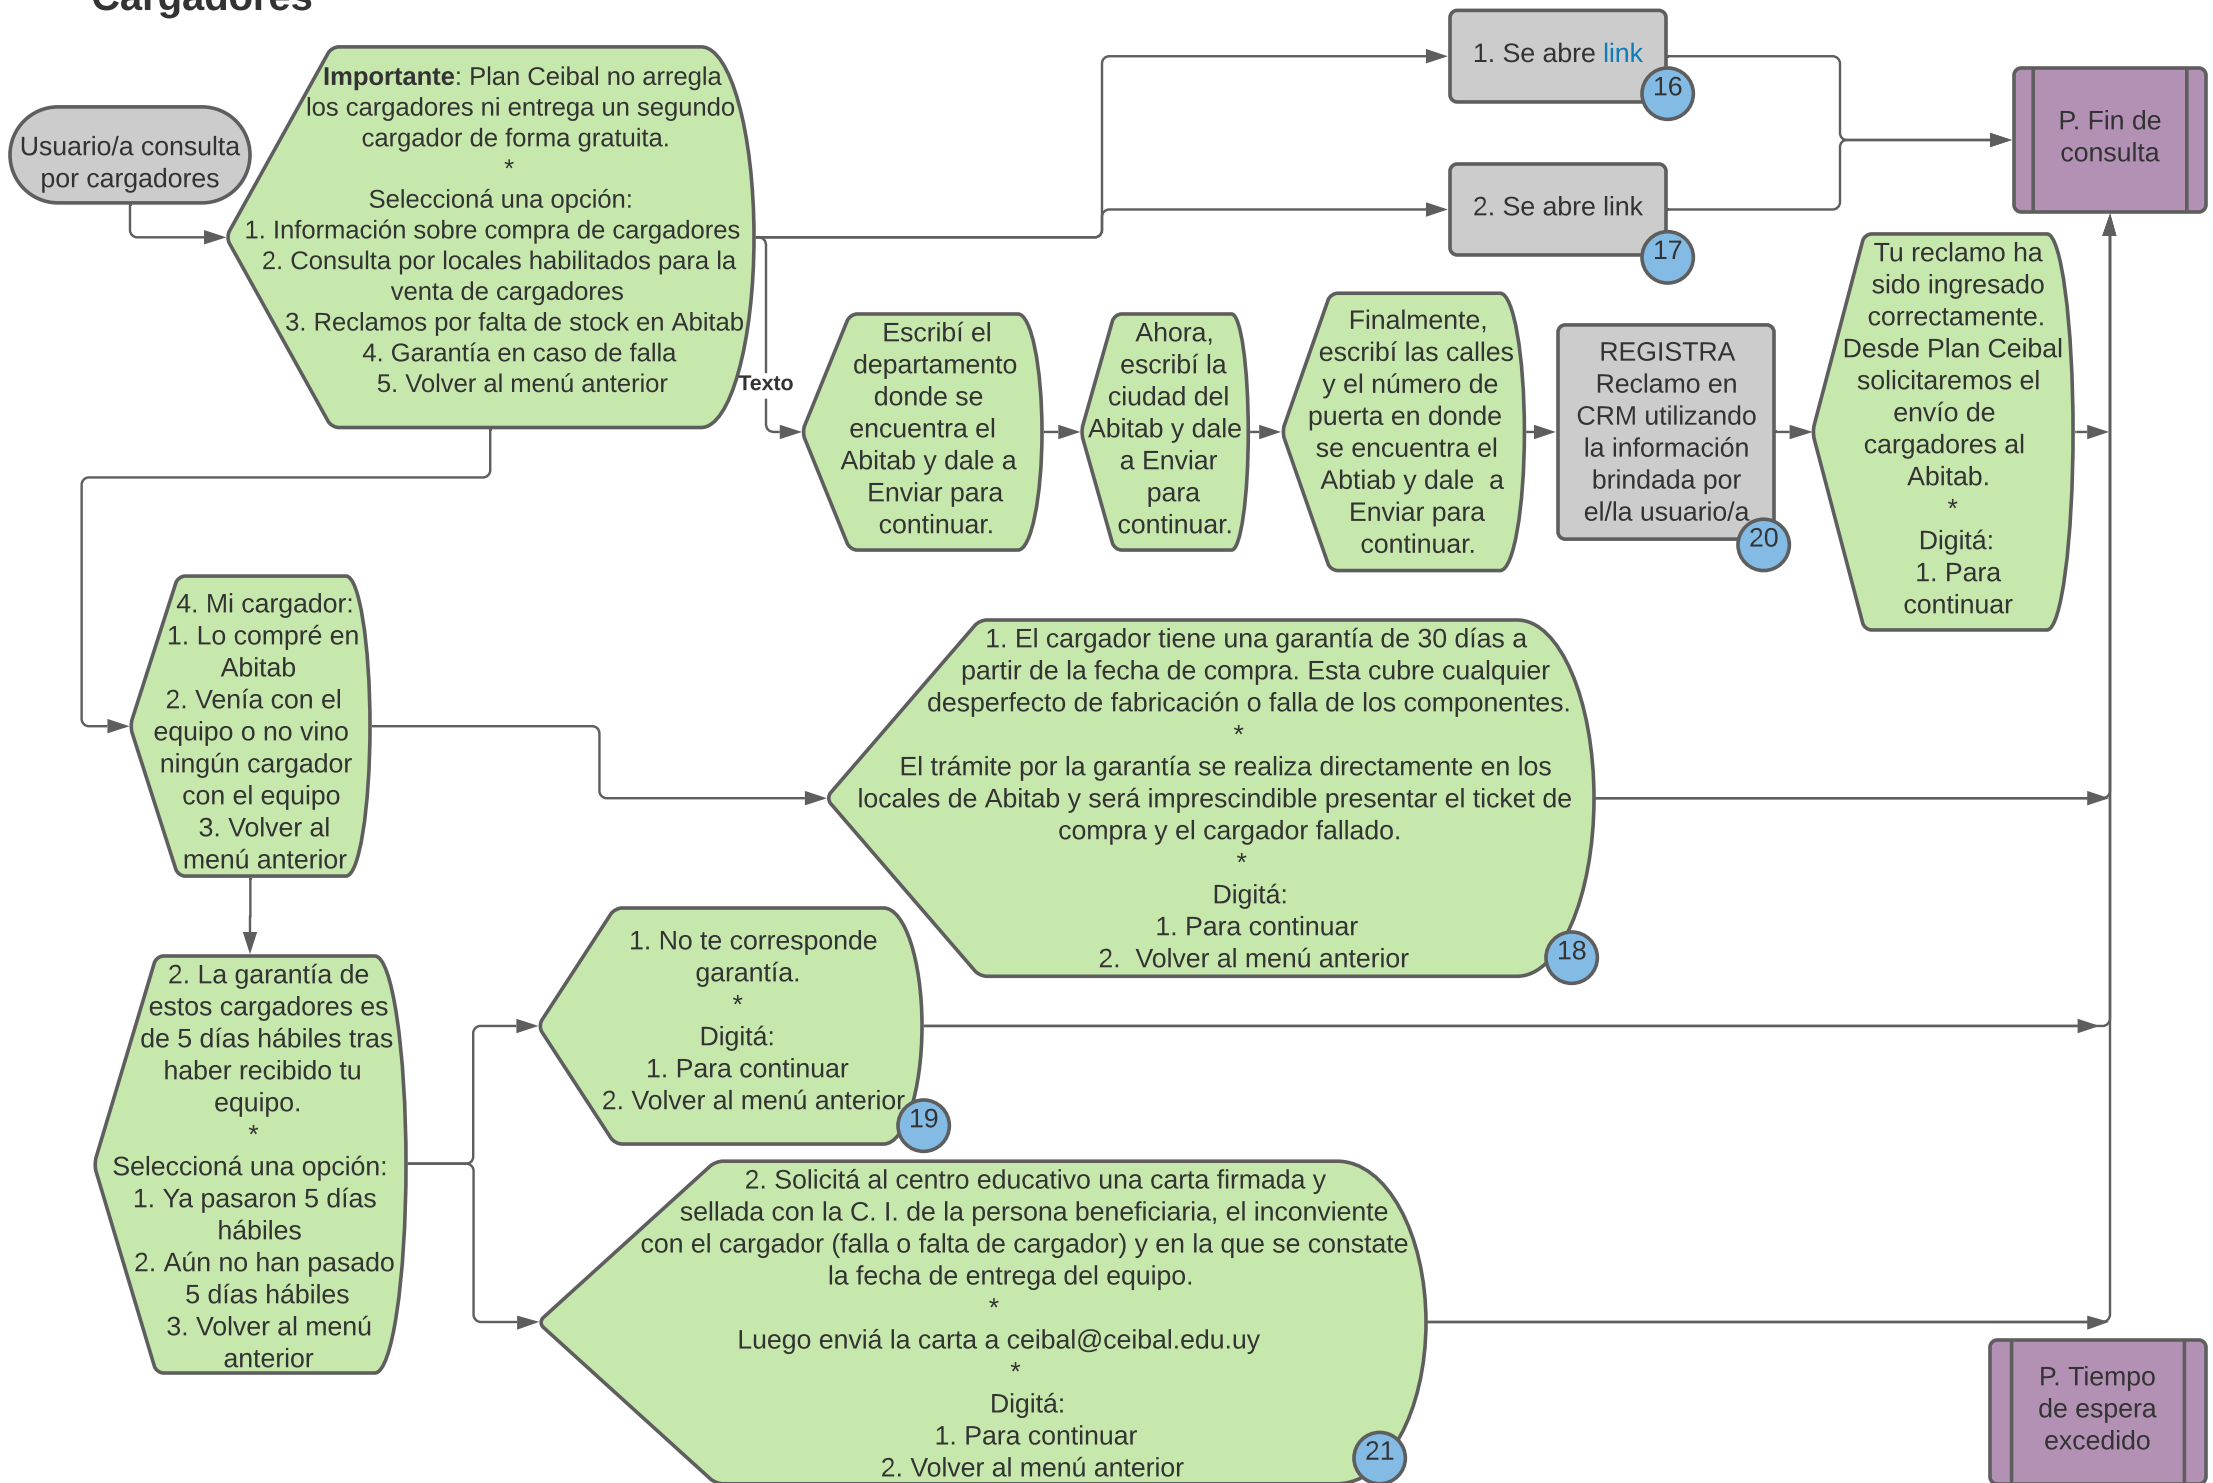 Cargadores
Usuario/a consulta
por cargadores
Importante: Plan Ceibal no arregla
los cargadores ni entrega un segundo
cargador de forma gratuita.
*
Seleccioná una opción:
1. Información sobre compra de cargadores
2. Consulta por locales habilitados para la
venta de cargadores
3. Reclamos por falta de stock en Abitab
4. Garantía en caso de falla
5. Volver al menú anterior
1. Se abre link
16
2. Se abre link
17
P. Fin de
consulta
Texto
Escribí el
departamento
donde se
encuentra el
Abitab y dale a
Enviar para
continuar.
Ahora,
escribí la
ciudad del
Abitab y dale
a Enviar
para
continuar.
Finalmente,
escribí las calles
y el número de
puerta en donde
se encuentra el
Abtiab y dale  a
Enviar para
continuar.
REGISTRA
Reclamo en
CRM utilizando
la información
brindada por
el/la usuario/a
20
Tu reclamo ha
sido ingresado
correctamente.
Desde Plan Ceibal
solicitaremos el
envío de
cargadores al
Abitab.
*
Digitá:
1. Para
continuar
4. Mi cargador:
1. Lo compré en
Abitab
2. Venía con el
equipo o no vino
ningún cargador
con el equipo
3. Volver al
menú anterior
1. El cargador tiene una garantía de 30 días a
partir de la fecha de compra. Esta cubre cualquier
desperfecto de fabricación o falla de los componentes.
*
El trámite por la garantía se realiza directamente en los
locales de Abitab y será imprescindible presentar el ticket de
compra y el cargador fallado.
*
Digitá:
1. Para continuar
2.  Volver al menú anterior
18
2. La garantía de
estos cargadores es
de 5 días hábiles tras
haber recibido tu
equipo.
*
Seleccioná una opción:
1. Ya pasaron 5 días
hábiles
2. Aún no han pasado
5 días hábiles
3. Volver al menú
anterior
1. No te corresponde
garantía.
*
Digitá:
1. Para continuar
2. Volver al menú anterior
19
2. Solicitá al centro educativo una carta firmada y
sellada con la C. I. de la persona beneficiaria, el inconviente
con el cargador (falla o falta de cargador) y en la que se constate
la fecha de entrega del equipo.
*
Luego enviá la carta a ceibal@ceibal.edu.uy
*
Digitá:
1. Para continuar
2. Volver al menú anterior
21
P. Tiempo
de espera
excedido